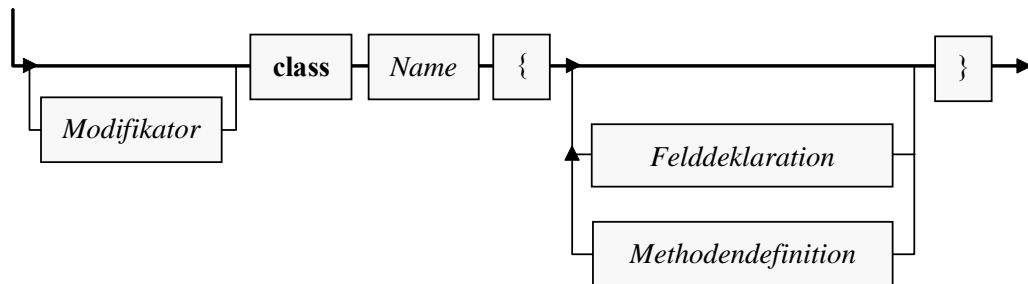 class Name { }
Modifikator
Felddeklaration
Methodendefinition